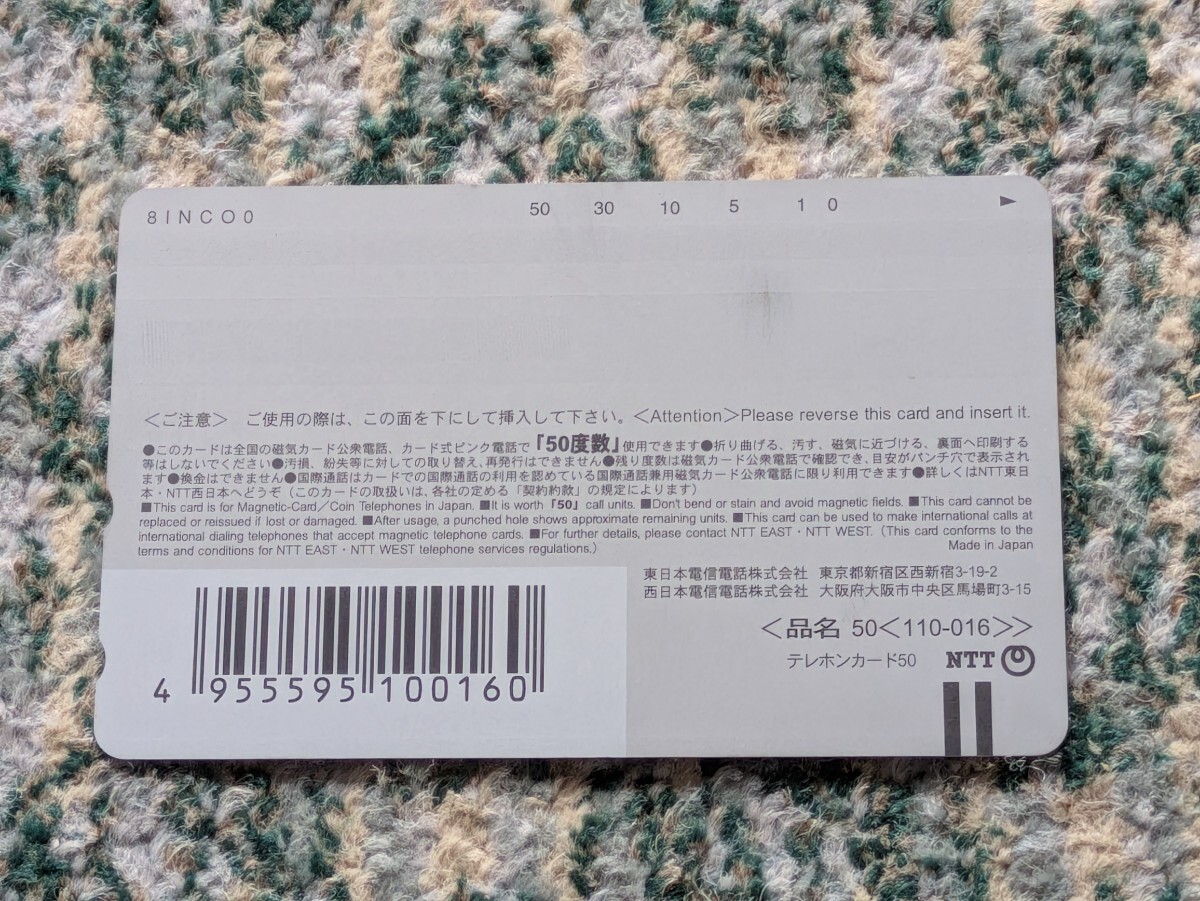 8INCO0
50 30 10 5 1 0 ►
＜ご注意＞ ご使用の際は、この面を下にして挿入して下さい。＜Attention＞Please reverse this card and insert it.
●このカードは全国の磁気カード公衆電話、カード式ピンク電話で「50度数」使用できます●折り曲げる、汚す、磁気に近づける、裏面へ印刷する
等はしないでください●汚損、紛失等に対しての取り替え、再発行はできません●残り度数は磁気カード公衆電話で確認でき、目安がパンチ穴で表示されま
す●換金はできません●国際通話はカードでの国際通話の利用を認めている国際通話兼用磁気カード公衆電話に限り利用できます●詳しくはNTT東日
本・NTT西日本へどうぞ（このカードの取扱いは、各社の定める「契約約款」の規定によります）
■This card is for Magnetic-Card／Coin Telephones in Japan. ■It is worth「50」call units. ■Don't bend or stain and avoid magnetic fields. ■This card cannot be
replaced or reissued if lost or damaged. ■After usage, a punched hole shows approximate remaining units. ■This card can be used to make international calls at
international dialing telephones that accept magnetic telephone cards. ■For further details, please contact NTT EAST・NTT WEST. (This card conforms to the
terms and conditions for NTT EAST・NTT WEST telephone services regulations.)
Made in Japan
東日本電信電話株式会社 東京都新宿区西新宿3-19-2
西日本電信電話株式会社 大阪府大阪市中央区馬場町3-15
＜品名 50＜110-016＞＞
テレホンカード50 NTT
4 955595 100160